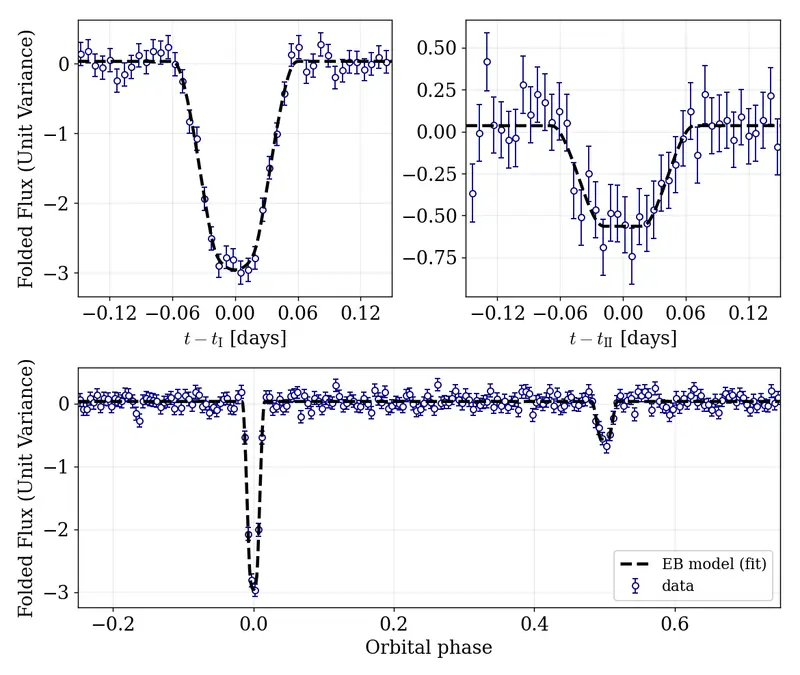 Folded Flux (Unit Variance)
0
−1
−2
−3
−0.12 −0.06 0.00 0.06 0.12
t − tI [days]
0.50
0.25
0.00
−0.25
−0.50
−0.75
−0.12 −0.06 0.00 0.06 0.12
t − tII [days]
Folded Flux (Unit Variance)
0
−1
−2
−3
−0.2 0.0 0.2 0.4 0.6
Orbital phase
EB model (fit)
data